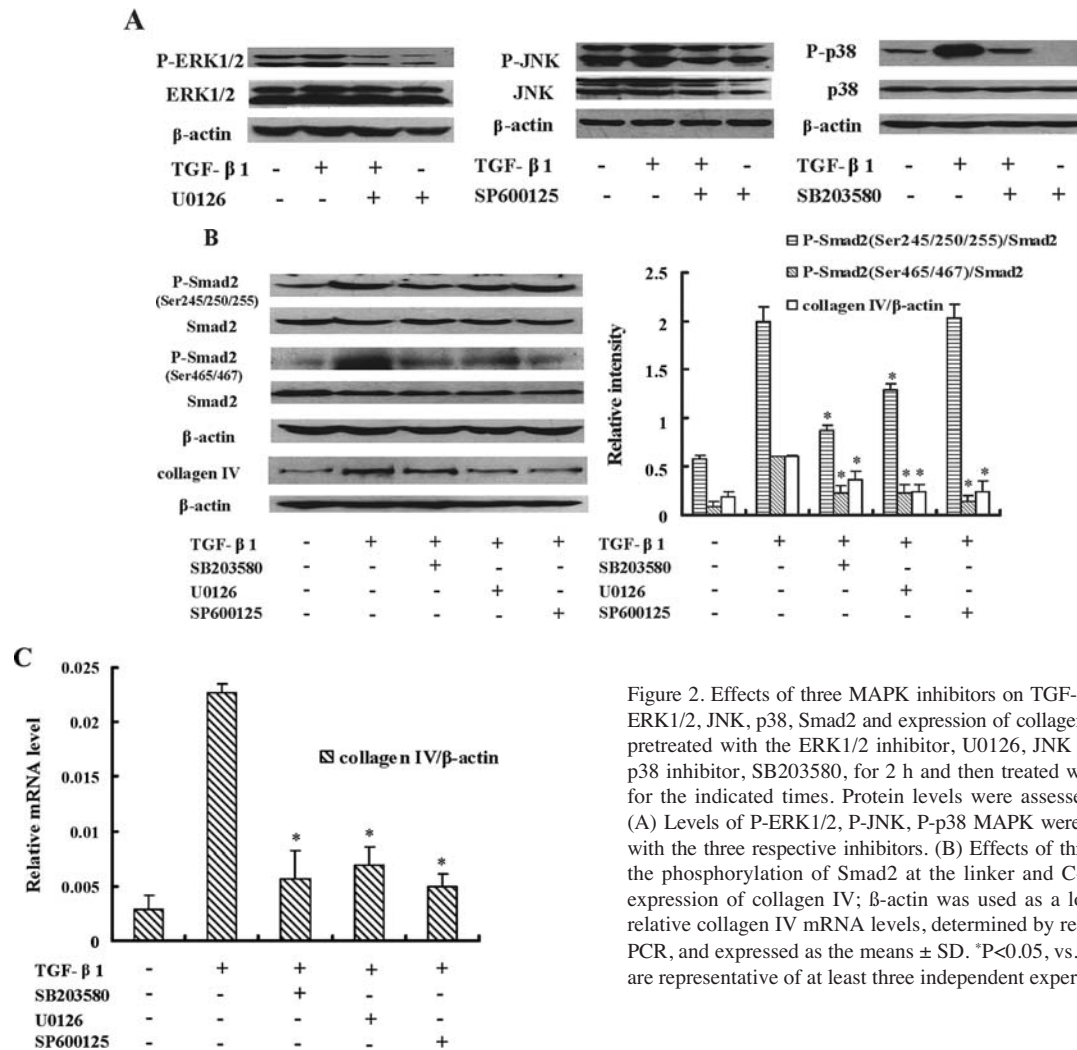 A
P-ERK1/2
ERK1/2
β-actin
TGF-β1 - + + -
U0126 - - + +
P-JNK
JNK
β-actin
TGF-β1 - + + -
SP600125 - - + +
P-p38
p38
β-actin
TGF-β1 - + + -
SB203580 - - + +
B
P-Smad2
(Ser245/250/255)
Smad2
P-Smad2
(Ser465/467)
Smad2
β-actin
collagen IV
β-actin
TGF-β1 - + + + +
SB203580 - - + - -
U0126 - - - + -
SP600125 - - - - +
P-Smad2(Ser245/250/255)/Smad2
P-Smad2(Ser465/467)/Smad2
collagen IV/β-actin
Relative intensity
2.5
2
1.5
1
0.5
0
* * *
* * *
* *
TGF-β1 - + + + +
SB203580 - - + - -
U0126 - - - + -
SP600125 - - - - +
C
Relative mRNA level
0.025
0.02
0.015
0.01
0.005
0
collagen IV/β-actin
* * *
TGF-β1 - + + + +
SB203580 - - + - -
U0126 - - - + -
SP600125 - - - - +
Figure 2. Effects of three MAPK inhibitors on TGF-
ERK1/2, JNK, p38, Smad2 and expression of collagen
pretreated with the ERK1/2 inhibitor, U0126, JNK
p38 inhibitor, SB203580, for 2 h and then treated w
for the indicated times. Protein levels were assesse
(A) Levels of P-ERK1/2, P-JNK, P-p38 MAPK were
with the three respective inhibitors. (B) Effects of thr
the phosphorylation of Smad2 at the linker and C
expression of collagen IV; ß-actin was used as a lo
relative collagen IV mRNA levels, determined by re
PCR, and expressed as the means ± SD. *P<0.05, vs.
are representative of at least three independent exper